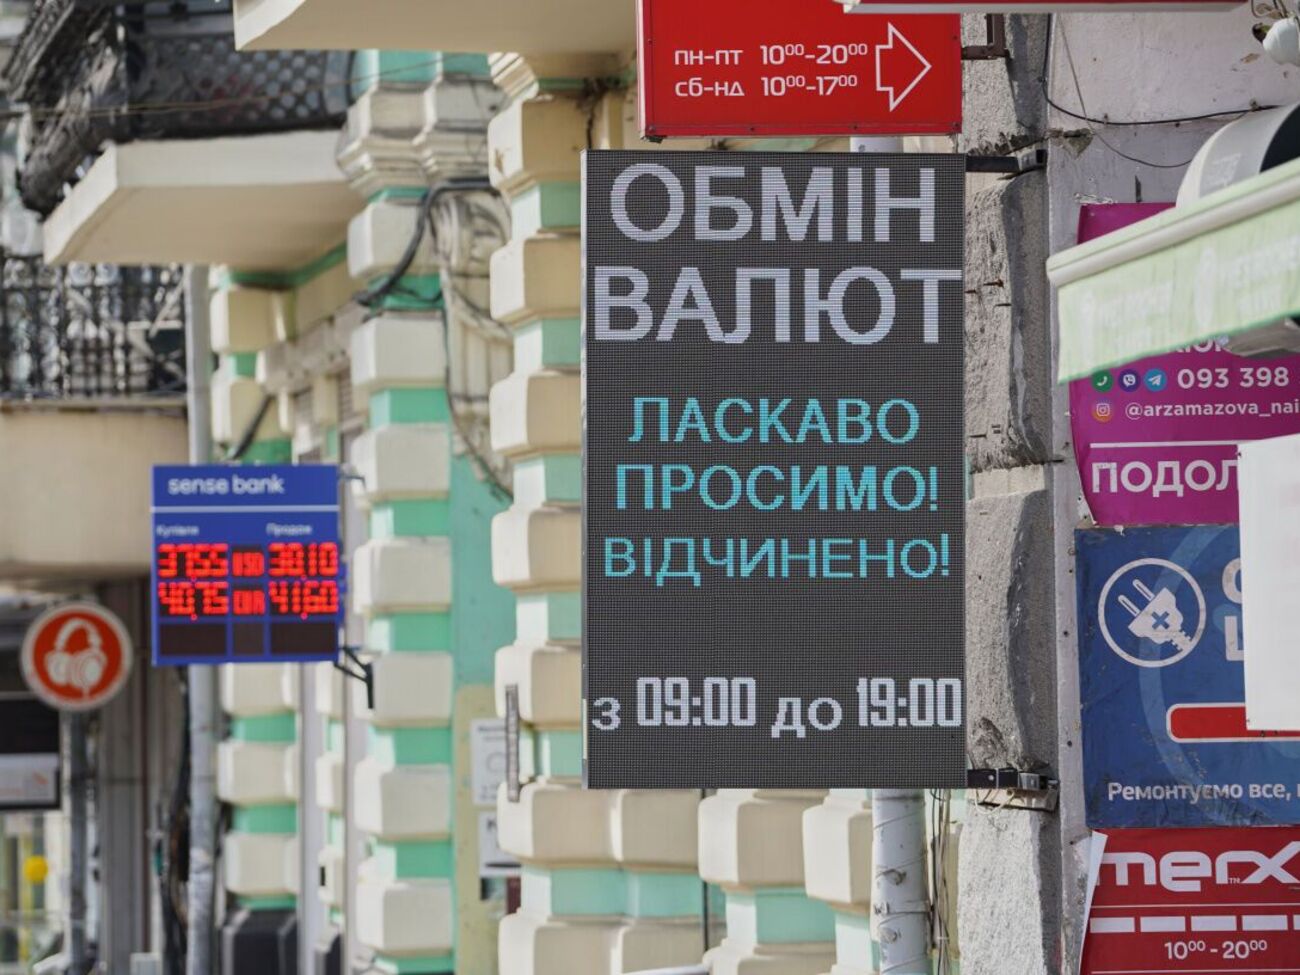 ПН-ПТ 10⁰⁰-20⁰⁰
СБ-НД 10⁰⁰-17⁰⁰
ОБМІН
ВАЛЮТ
ЛАСКАВО
ПРОСИМО!
ВІДЧИНЕНО!
З 09:00 ДО 19:00
sense bank
Купівля Продаж
37,55 USD 38,10
40,75 EUR 41,60
093 398
@arzamazova_nai
ПОДОЛ
Ремонтуємо все,
merx
10⁰⁰ - 20⁰⁰